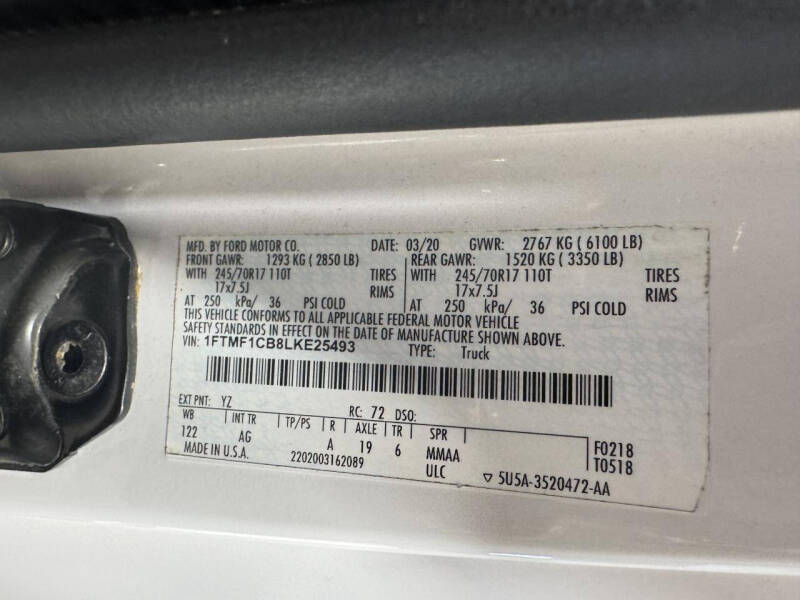 MFD. BY FORD MOTOR CO. DATE: 03/20 GVWR: 2767 KG ( 6100 LB)
FRONT GAWR: 1293 KG ( 2850 LB) REAR GAWR: 1520 KG ( 3350 LB)
WITH 245/70R17 110T TIRES WITH 245/70R17 110T TIRES
17x7.5J RIMS 17x7.5J RIMS
AT 250 kPa/ 36 PSI COLD AT 250 kPa/ 36 PSI COLD
THIS VEHICLE CONFORMS TO ALL APPLICABLE FEDERAL MOTOR VEHICLE
SAFETY STANDARDS IN EFFECT ON THE DATE OF MANUFACTURE SHOWN ABOVE.
VIN: 1FTMF1CB8LKE25493 TYPE: Truck
EXT PNT: YZ RC: 72 DSO:
WB INT TR TP/PS R AXLE TR SPR F0218
122 AG A 19 6 MMAA T0518
MADE IN U.S.A. 2202003162089 ULC ▽ 5U5A-3520472-AA